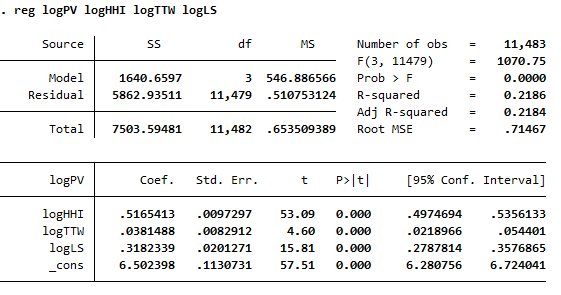 . reg logPV logHHI logTTW logLS
Source SS df MS Number of obs = 11,483
F(3, 11479) = 1070.75
Model 1640.6597 3 546.886566 Prob > F = 0.0000
Residual 5862.93511 11,479 .510753124 R-squared = 0.2186
Adj R-squared = 0.2184
Total 7503.59481 11,482 .653509389 Root MSE = .71467
logPV Coef. Std. Err. t P>|t| [95% Conf. Interval]
logHHI .5165413 .0097297 53.09 0.000 .4974694 .5356133
logTTW .0381488 .0082912 4.60 0.000 .0218966 .054401
logLS .3182339 .0201271 15.81 0.000 .2787814 .3576865
_cons 6.502398 .1130731 57.51 0.000 6.280756 6.724041